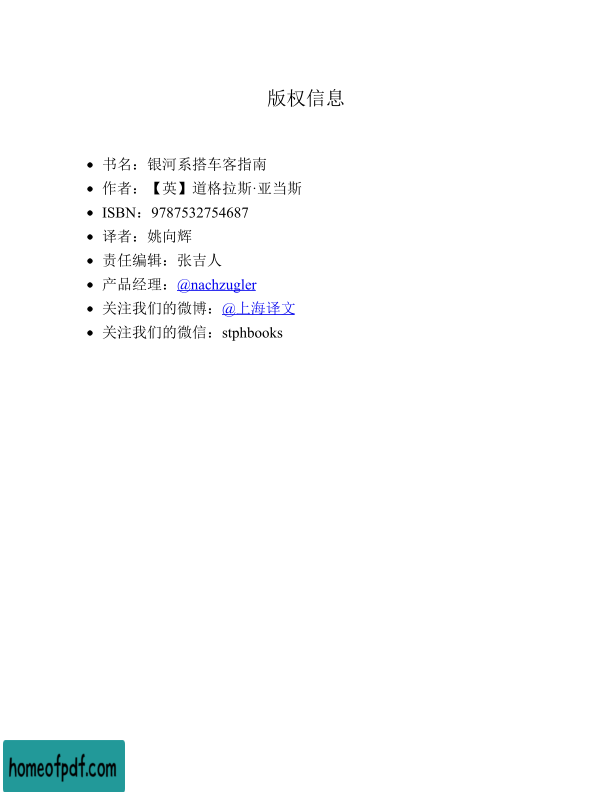 版权信息
书名：银河系搭车客指南
作者：【英】道格拉斯·亚当斯
ISBN：9787532754687
译者：姚向辉
责任编辑：张吉人
产品经理：@nachzugler
关注我们的微博：@上海译文
关注我们的微信：stphbooks
homeofpdf.com